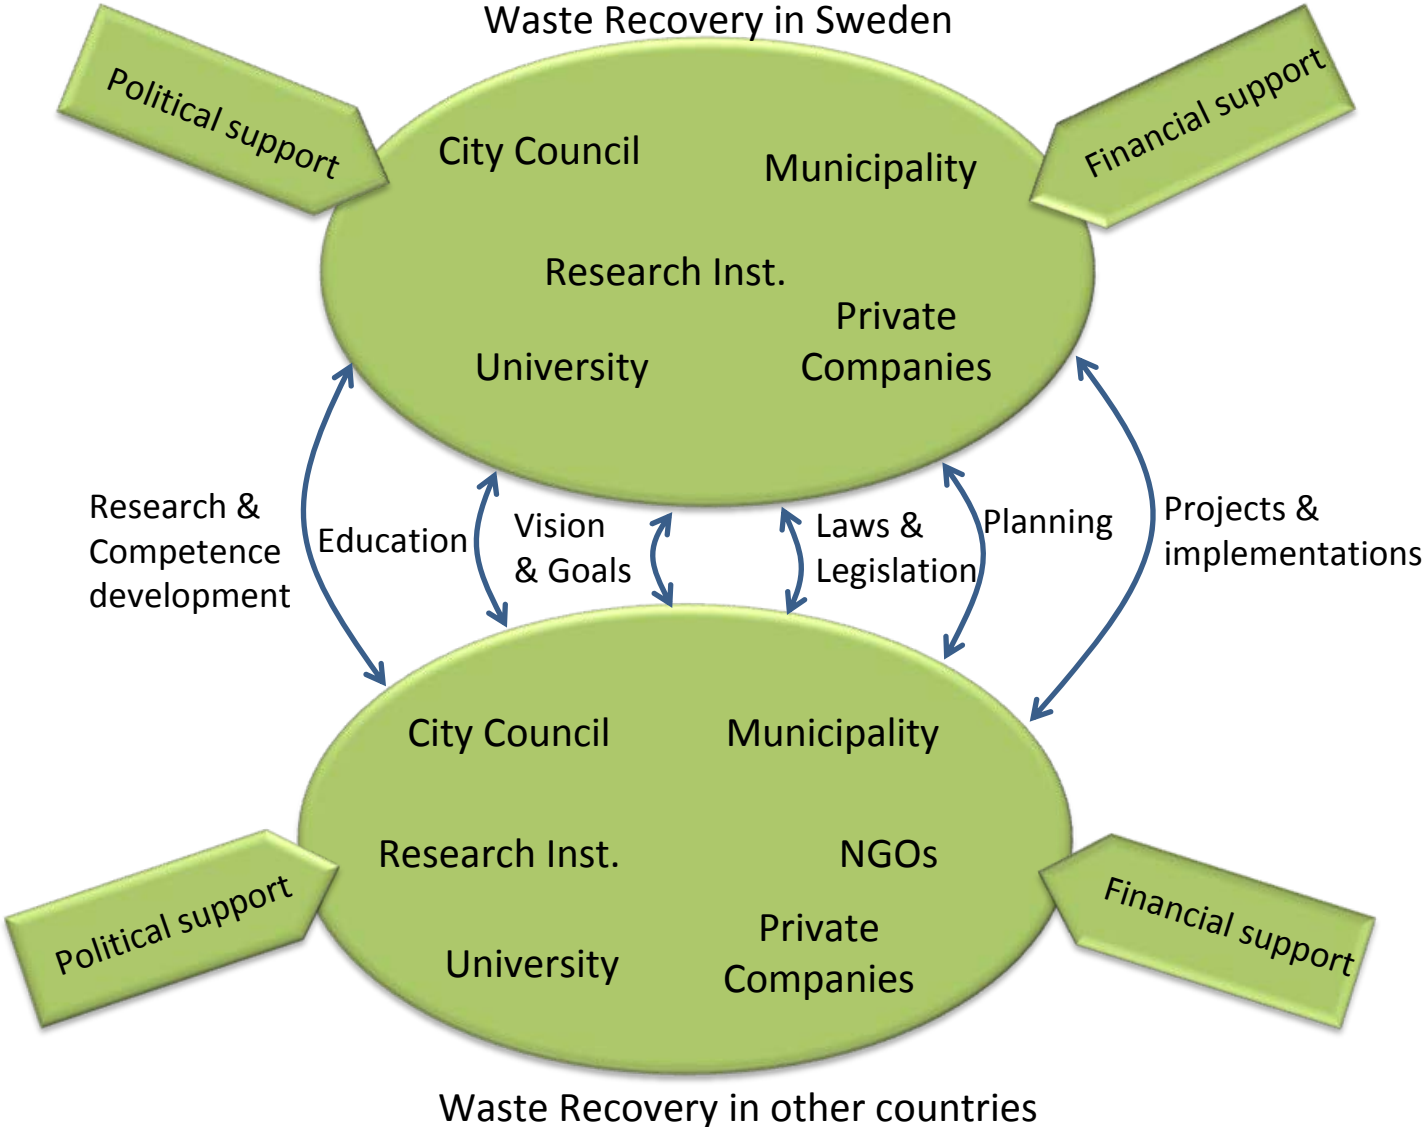 Waste Recovery in Sweden
Political support
Financial support
City Council
Municipality
Research Inst.
Private
Companies
University
Research &
Competence
development
Education
Vision
& Goals
Laws &
Legislation
Planning
Projects &
implementations
City Council
Municipality
Research Inst.
NGOs
Political support
Financial support
University
Private
Companies
Waste Recovery in other countries